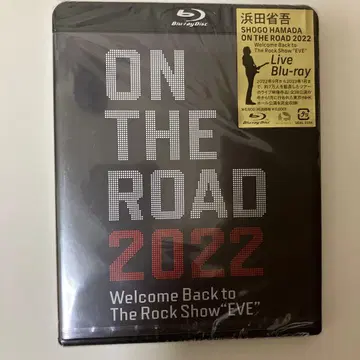 Blu-ray Disc
浜田省吾
SHOGO HAMADA
ON THE ROAD 2022
Welcome Back to
The Rock Show "EVE"
Live
Blu-ray
ON
THE
ROAD
2022
Welcome Back to
The Rock Show "EVE"